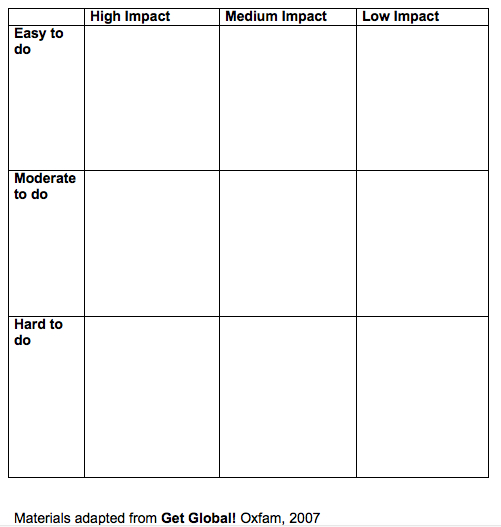 High Impact Medium Impact Low Impact
Easy to
do
Moderate
to do
Hard to
do
Materials adapted from Get Global! Oxfam, 2007